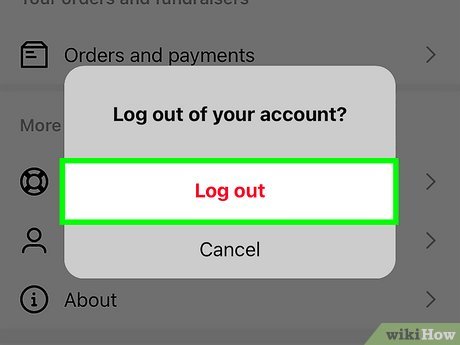 Your orders and fundraisers
Orders and payments
Log out of your account?
More
Log out
Cancel
About
wikiHow